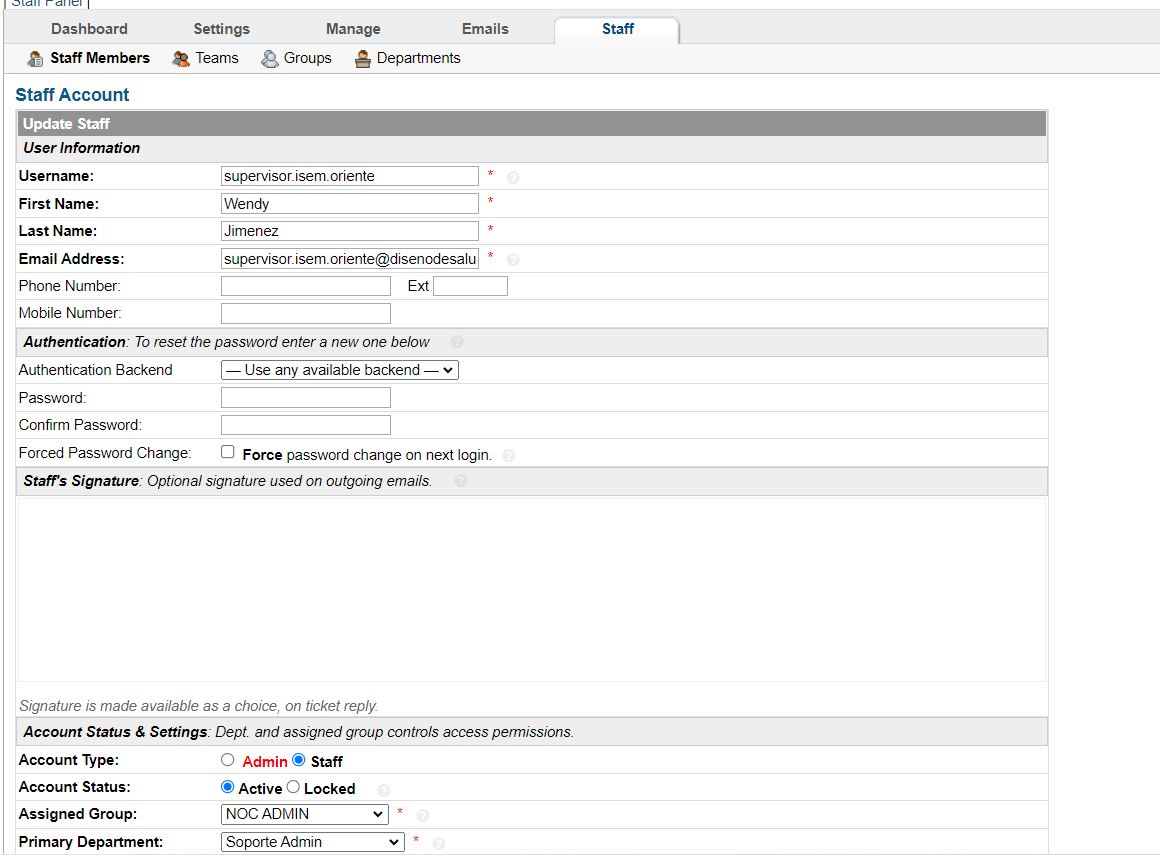 Staff Panel
Dashboard Settings Manage Emails Staff
Staff Members Teams Groups Departments
Staff Account
Update Staff
User Information
Username: supervisor.isem.oriente * ?
First Name: Wendy *
Last Name: Jimenez *
Email Address: supervisor.isem.oriente@disenodesalu * ?
Phone Number: Ext
Mobile Number:
Authentication: To reset the password enter a new one below ?
Authentication Backend — Use any available backend —
Password:
Confirm Password:
Forced Password Change: Force password change on next login. ?
Staff's Signature: Optional signature used on outgoing emails. ?
Signature is made available as a choice, on ticket reply.
Account Status & Settings: Dept. and assigned group controls access permissions.
Account Type: Admin Staff
Account Status: Active Locked ?
Assigned Group: NOC ADMIN * ?
Primary Department: Soporte Admin * ?